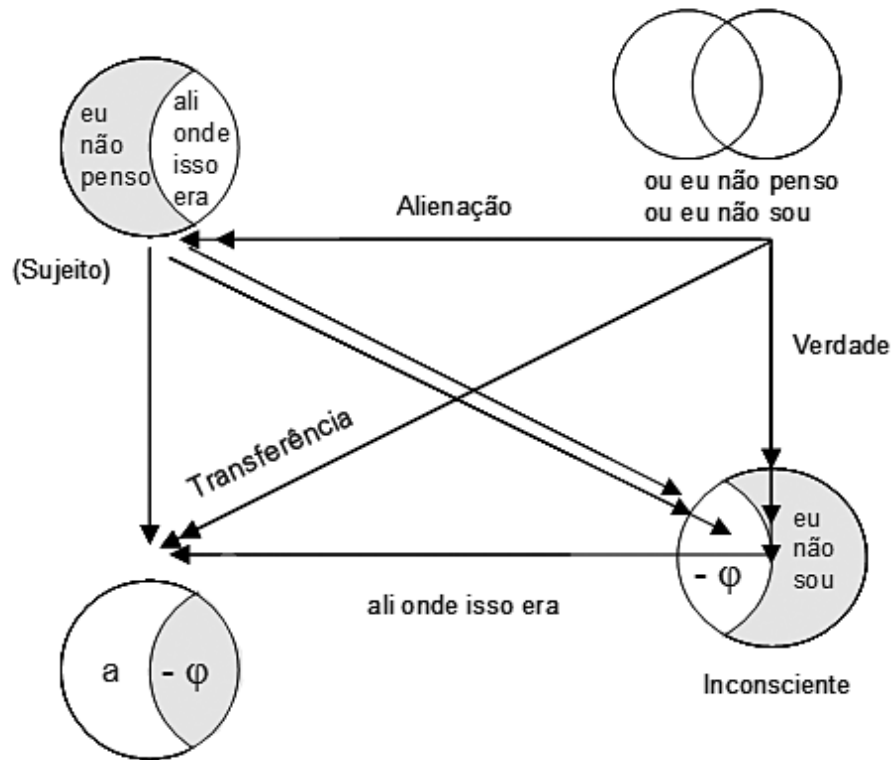 eu
não
penso
ali
onde
isso
era
ou eu não penso
ou eu não sou
Alienação
(Sujeito)
Verdade
Transferência
eu
não
sou
- φ
ali onde isso era
Inconsciente
a
- φ